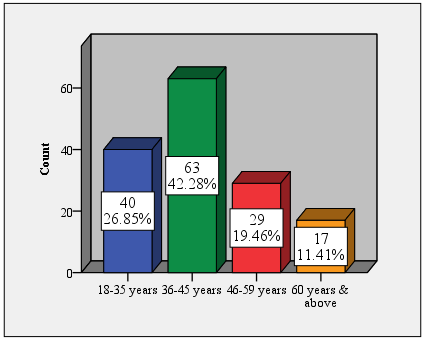 Count
60
40
20
0
40
26.85%
63
42.28%
29
19.46%
17
11.41%
18-35 years
36-45 years
46-59 years
60 years &
above